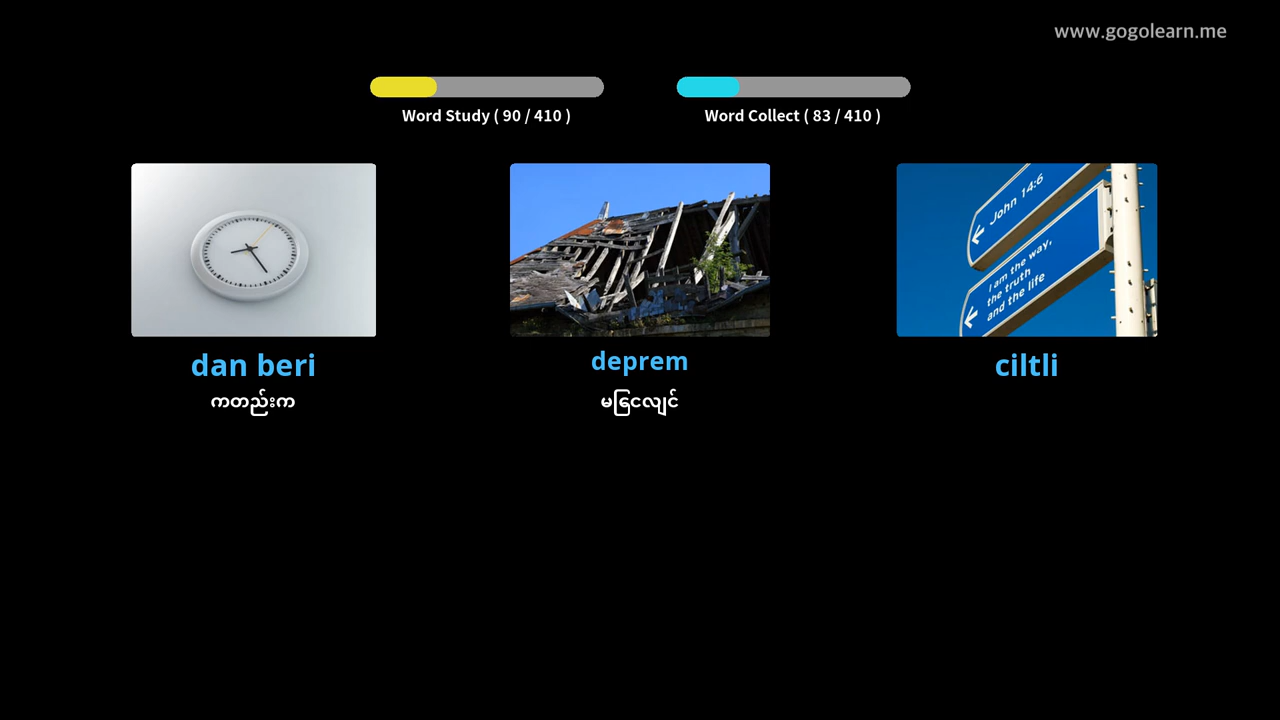 www.gogolearn.me
Word Study ( 90 / 410 )
Word Collect ( 83 / 410 )
John 14:6
I am the way,
the truth
and the life
dan beri
deprem
ciltli
ကတည်းက
မငြေလျင်